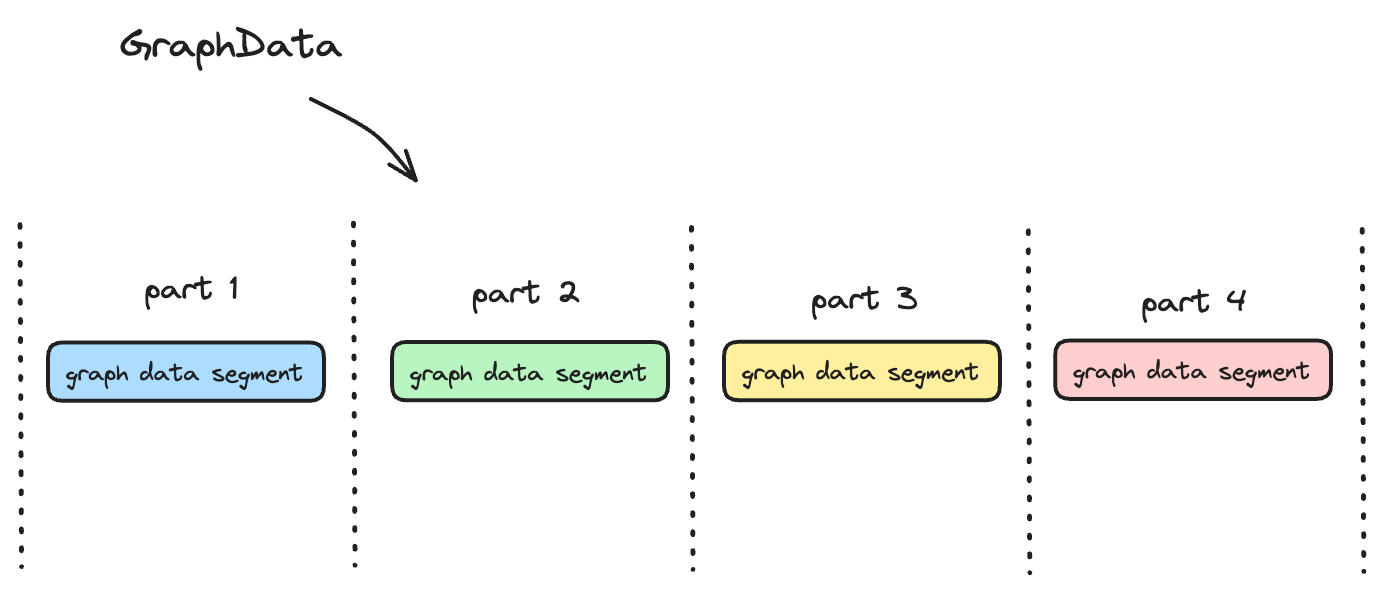 GraphData
part 1
part 2
part 3
part 4
graph data segment
graph data segment
graph data segment
graph data segment